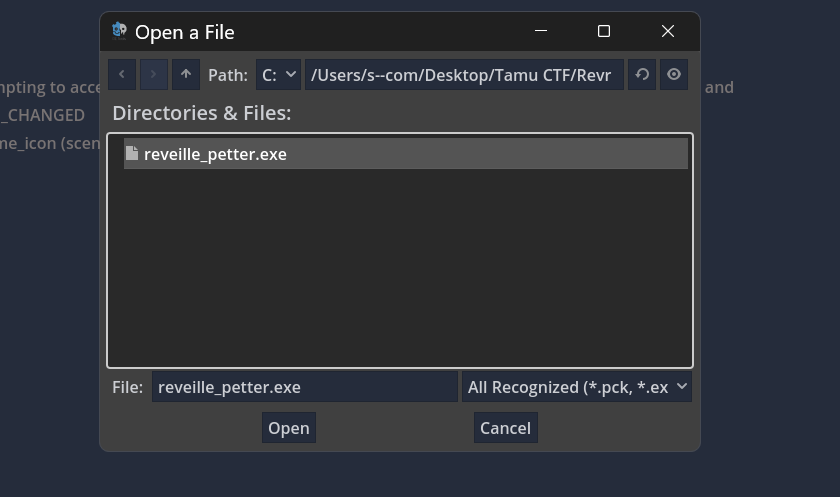 Open a File
Path: C: /Users/s--com/Desktop/Tamu CTF/Revr
mpting to acce and
Directories & Files:
_CHANGED
me_icon (scen
reveille_petter.exe
File: reveille_petter.exe All Recognized (*.pck, *.ex
Open Cancel